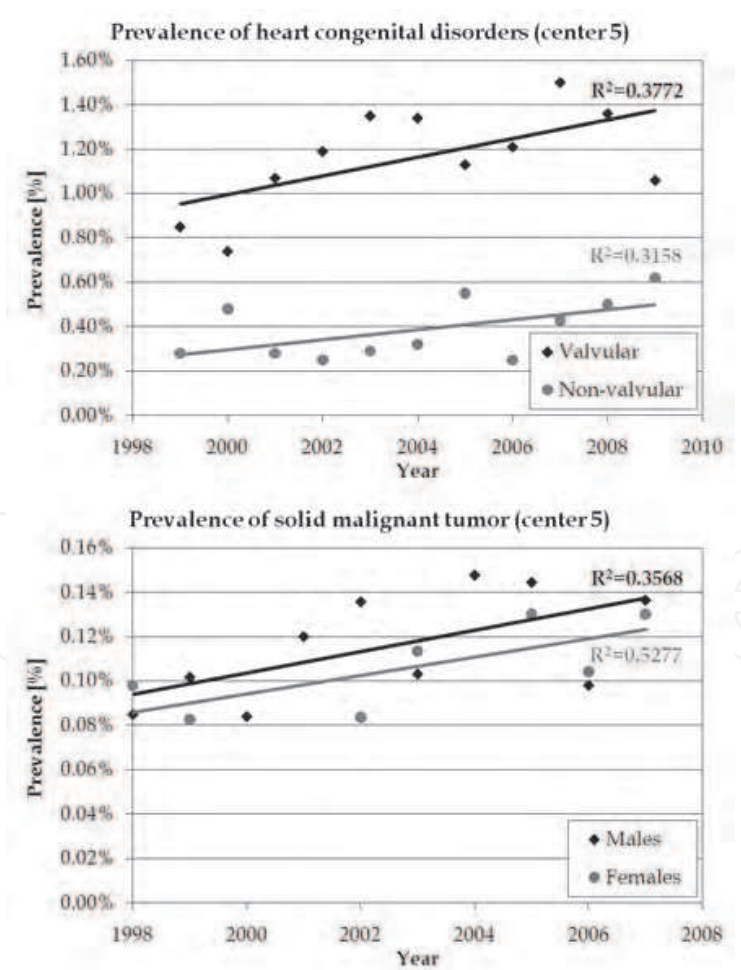 Prevalence of heart congenital disorders (center 5)
1.60%
1.40%
1.20%
1.00%
0.80%
0.60%
0.40%
0.20%
0.00%
Prevalence [%]
R²=0.3772
R²=0.3158
Valvular
Non-valvular
1998 2000 2002 2004 2006 2008 2010
Year
Prevalence of solid malignant tumor (center 5)
0.16%
0.14%
0.12%
0.10%
0.08%
0.06%
0.04%
0.02%
0.00%
Prevalence [%]
R²=0.3568
R²=0.5277
Males
Females
1998 2000 2002 2004 2006 2008
Year